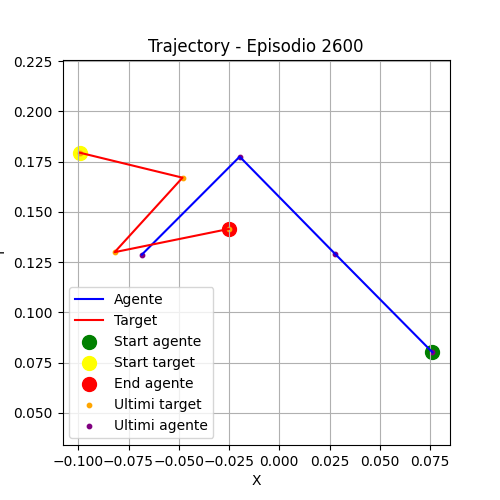 Trajectory - Episodio 2600
0.225
0.200
0.175
0.150
0.125
0.100
0.075
0.050
Agente
Target
Start agente
Start target
End agente
Ultimi target
Ultimi agente
−0.100 −0.075 −0.050 −0.025 0.000 0.025 0.050 0.075
X